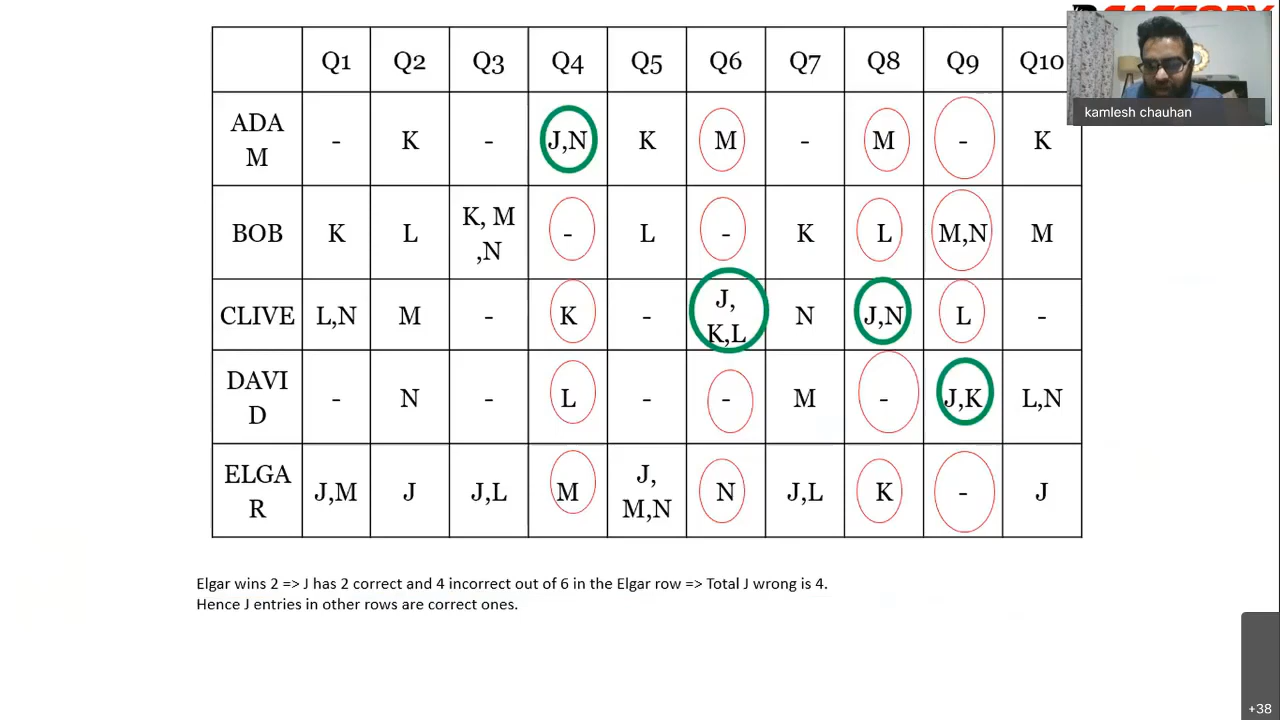 Q1 Q2 Q3 Q4 Q5 Q6 Q7 Q8 Q9 Q10
kamlesh chauhan
ADA
M - K - J,N K M - M - K
BOB K L K, M
,N - L - K L M,N M
CLIVE L,N M - K - J,
K,L N J,N L -
DAVI
D - N - L - - M - J,K L,N
ELGA
R J,M J J,L M J,
M,N N J,L K - J
Elgar wins 2 => J has 2 correct and 4 incorrect out of 6 in the Elgar row => Total J wrong is 4.
Hence J entries in other rows are correct ones.
+38